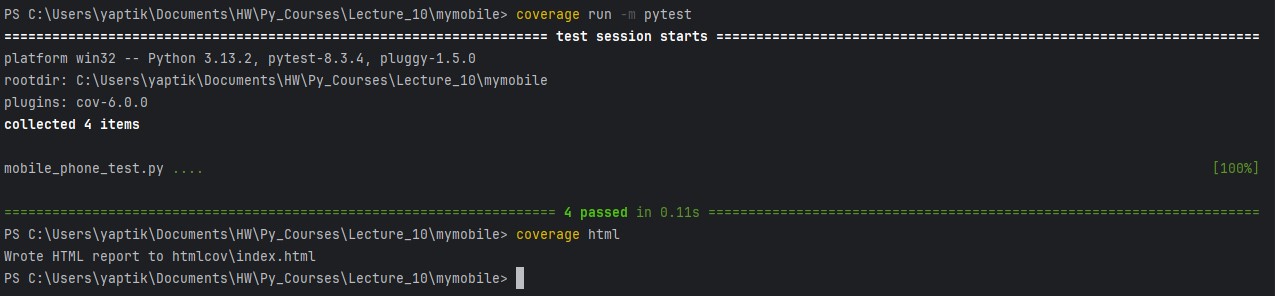 PS C:\Users\yaptik\Documents\HW\Py_Courses\Lecture_10\mymobile> coverage run -m pytest
==================================================================== test session starts ====================================================================
platform win32 -- Python 3.13.2, pytest-8.3.4, pluggy-1.5.0
rootdir: C:\Users\yaptik\Documents\HW\Py_Courses\Lecture_10\mymobile
plugins: cov-6.0.0
collected 4 items
mobile_phone_test.py .... [100%]
===================================================================== 4 passed in 0.11s =====================================================================
PS C:\Users\yaptik\Documents\HW\Py_Courses\Lecture_10\mymobile> coverage html
Wrote HTML report to htmlcov\index.html
PS C:\Users\yaptik\Documents\HW\Py_Courses\Lecture_10\mymobile>